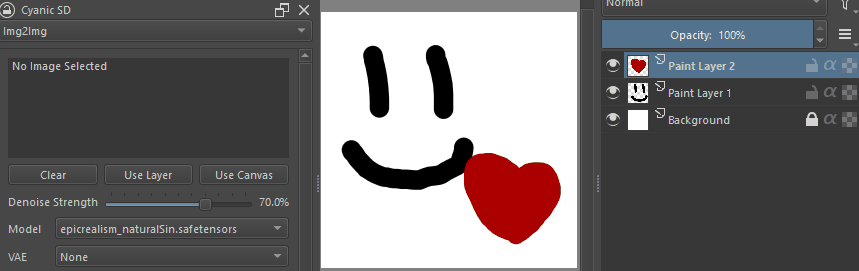 Cyanic SD
Img2Img
No Image Selected
Clear
Use Layer
Use Canvas
Denoise Strength
70.0%
Model
epicrealism_naturalSin.safetensors
VAE
None
Normal
Opacity: 100%
Paint Layer 2
Paint Layer 1
Background